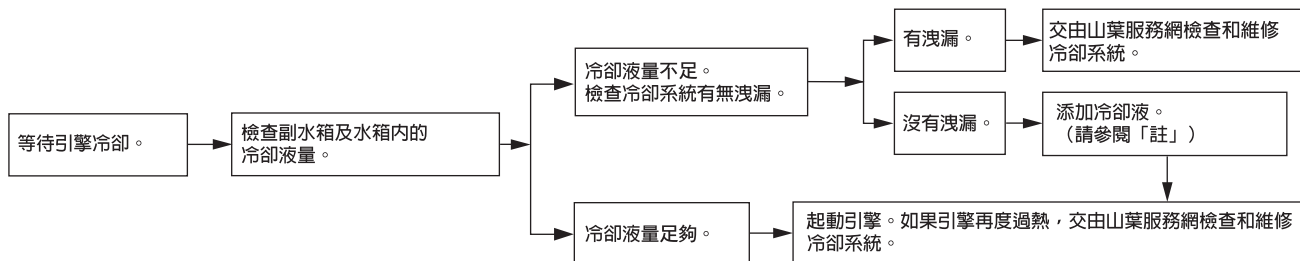 等待引擎冷卻。
檢查副水箱及水箱內的
冷卻液量。
冷卻液量不足。
檢查冷卻系統有無洩漏。
有洩漏。
交由山葉服務網檢查和維修
冷卻系統。
沒有洩漏。
添加冷卻液。
（請參閱「註」）
冷卻液量足夠。
起動引擎。如果引擎再度過熱，交由山葉服務網檢查和維修
冷卻系統。